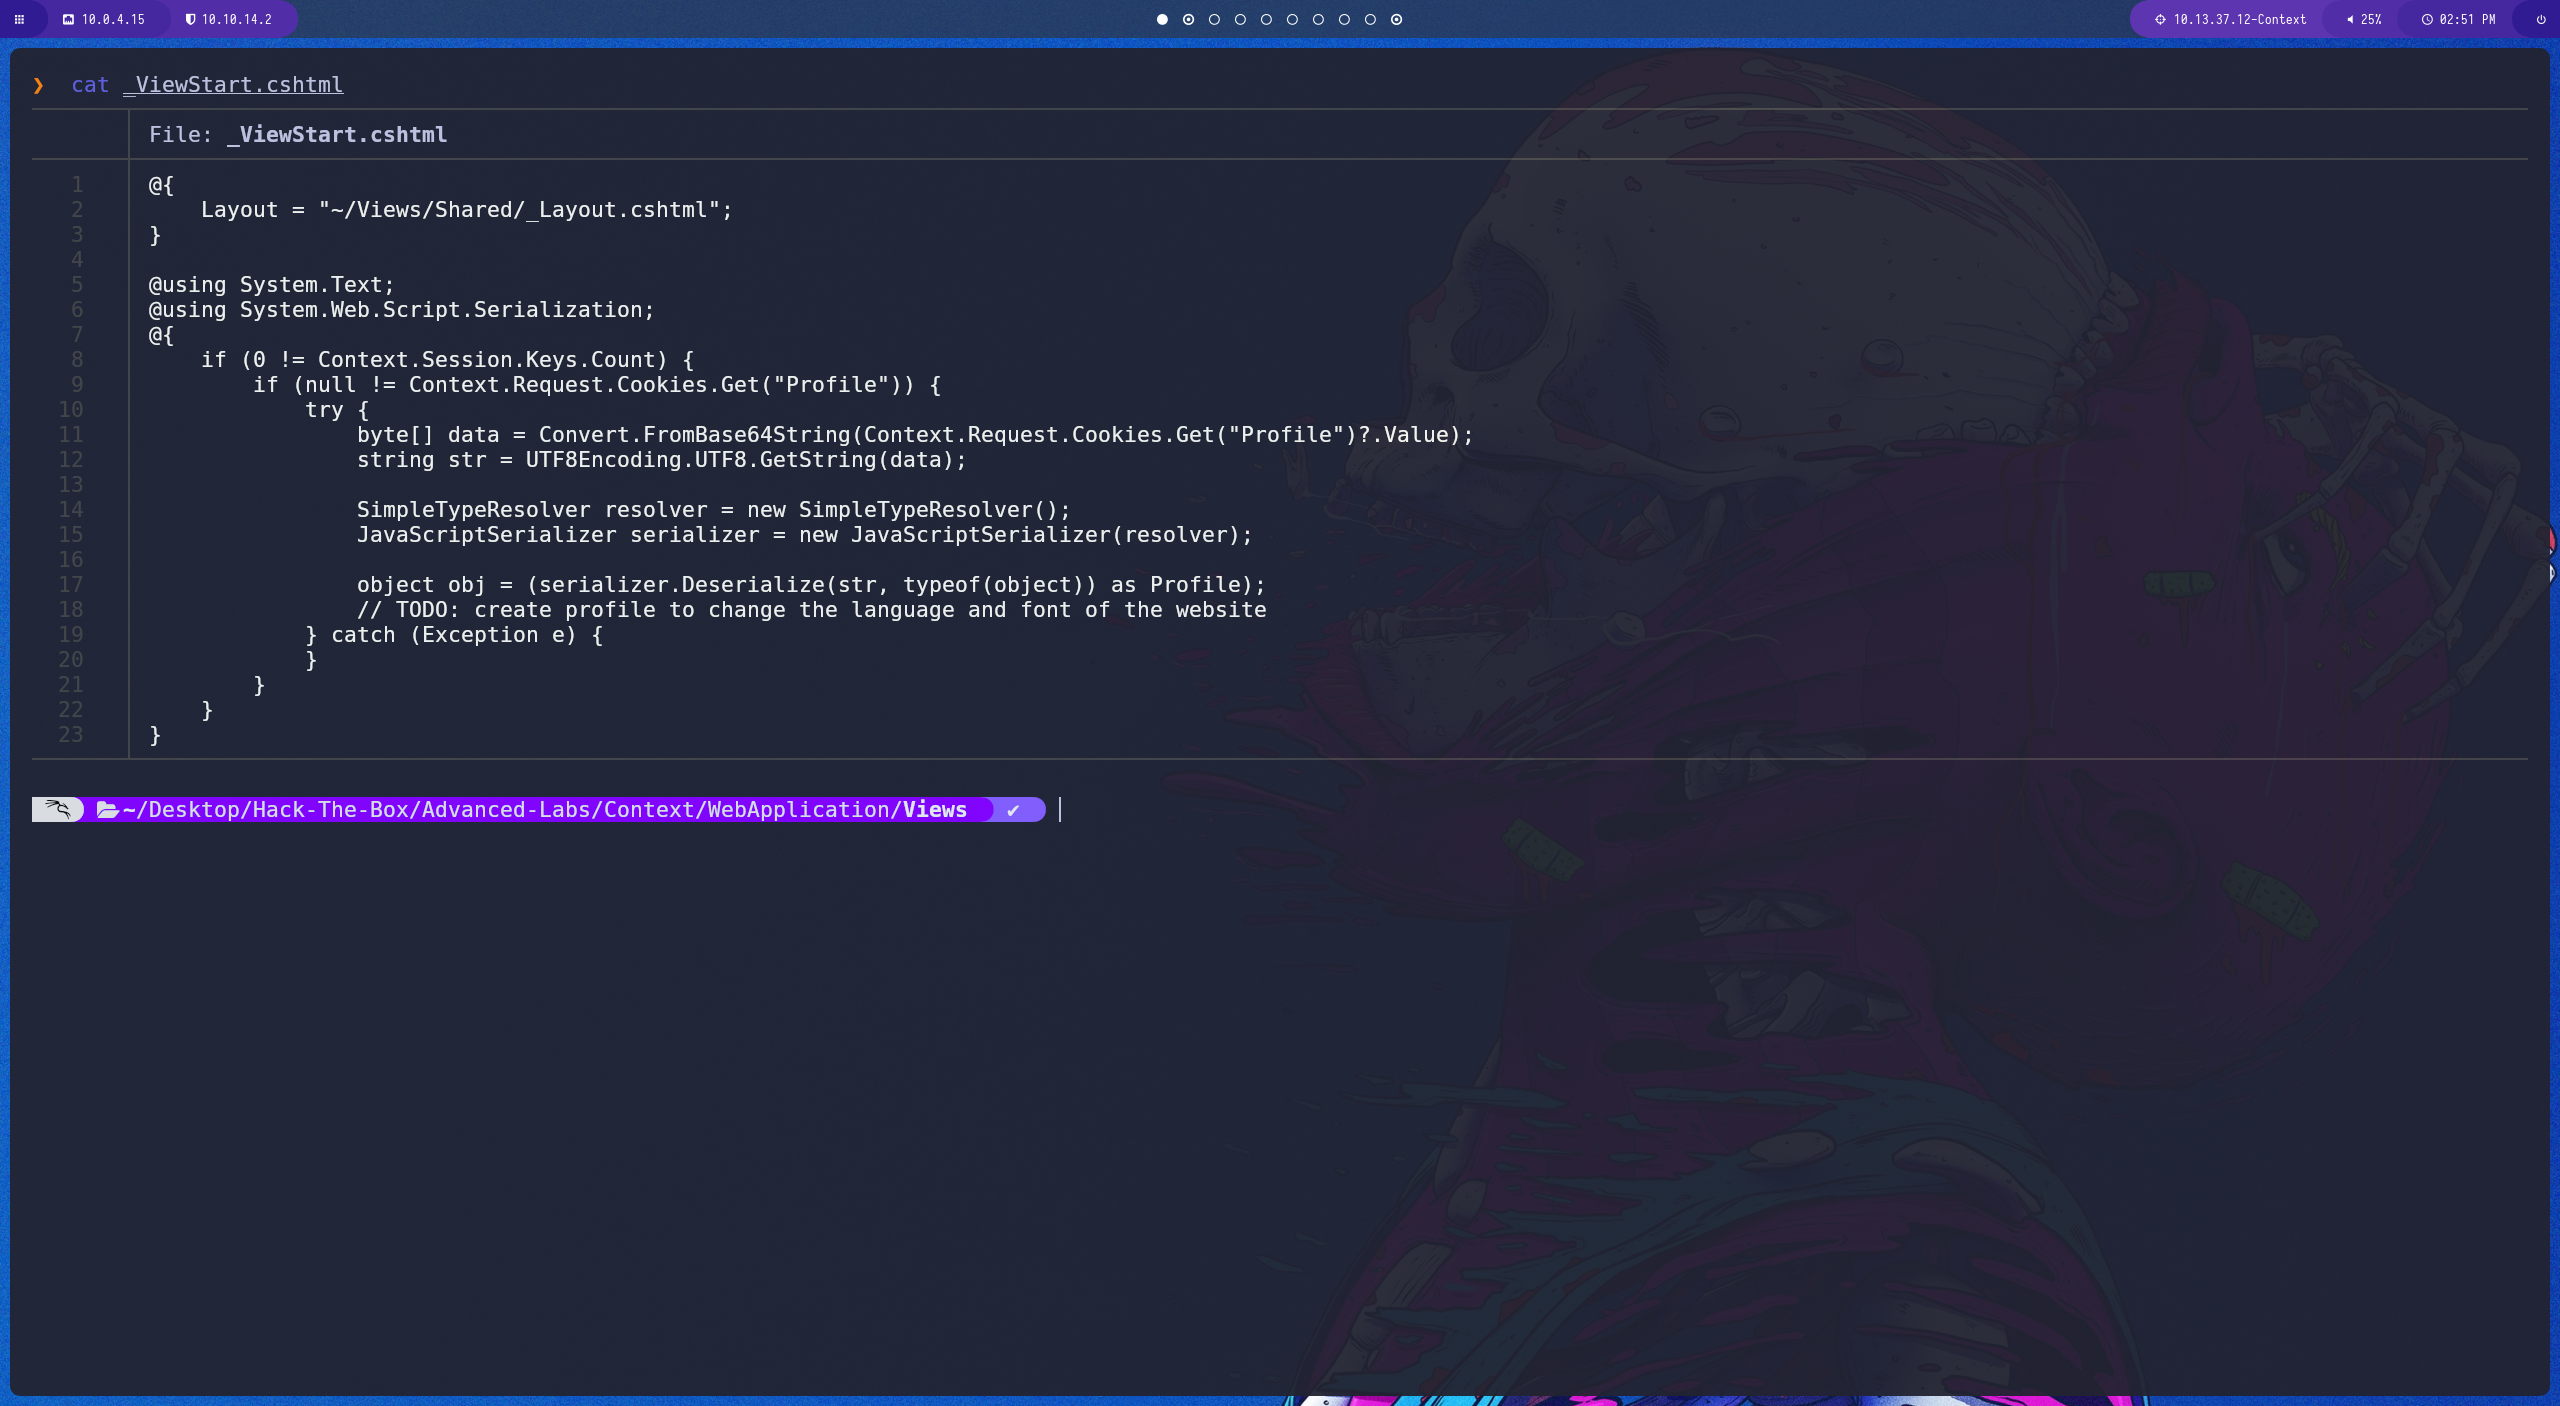 10.0.4.15 10.10.14.2 10.13.37.12-Context 25% 02:51 PM
❯ cat _ViewStart.cshtml
File: _ViewStart.cshtml
1 @{
2     Layout = "~/Views/Shared/_Layout.cshtml";
3 }
4
5 @using System.Text;
6 @using System.Web.Script.Serialization;
7 @{
8     if (0 != Context.Session.Keys.Count) {
9         if (null != Context.Request.Cookies.Get("Profile")) {
10             try {
11                 byte[] data = Convert.FromBase64String(Context.Request.Cookies.Get("Profile")?.Value);
12                 string str = UTF8Encoding.UTF8.GetString(data);
13
14                 SimpleTypeResolver resolver = new SimpleTypeResolver();
15                 JavaScriptSerializer serializer = new JavaScriptSerializer(resolver);
16
17                 object obj = (serializer.Deserialize(str, typeof(object)) as Profile);
18                 // TODO: create profile to change the language and font of the website
19             } catch (Exception e) {
20             }
21         }
22     }
23 }
~/Desktop/Hack-The-Box/Advanced-Labs/Context/WebApplication/Views ✔